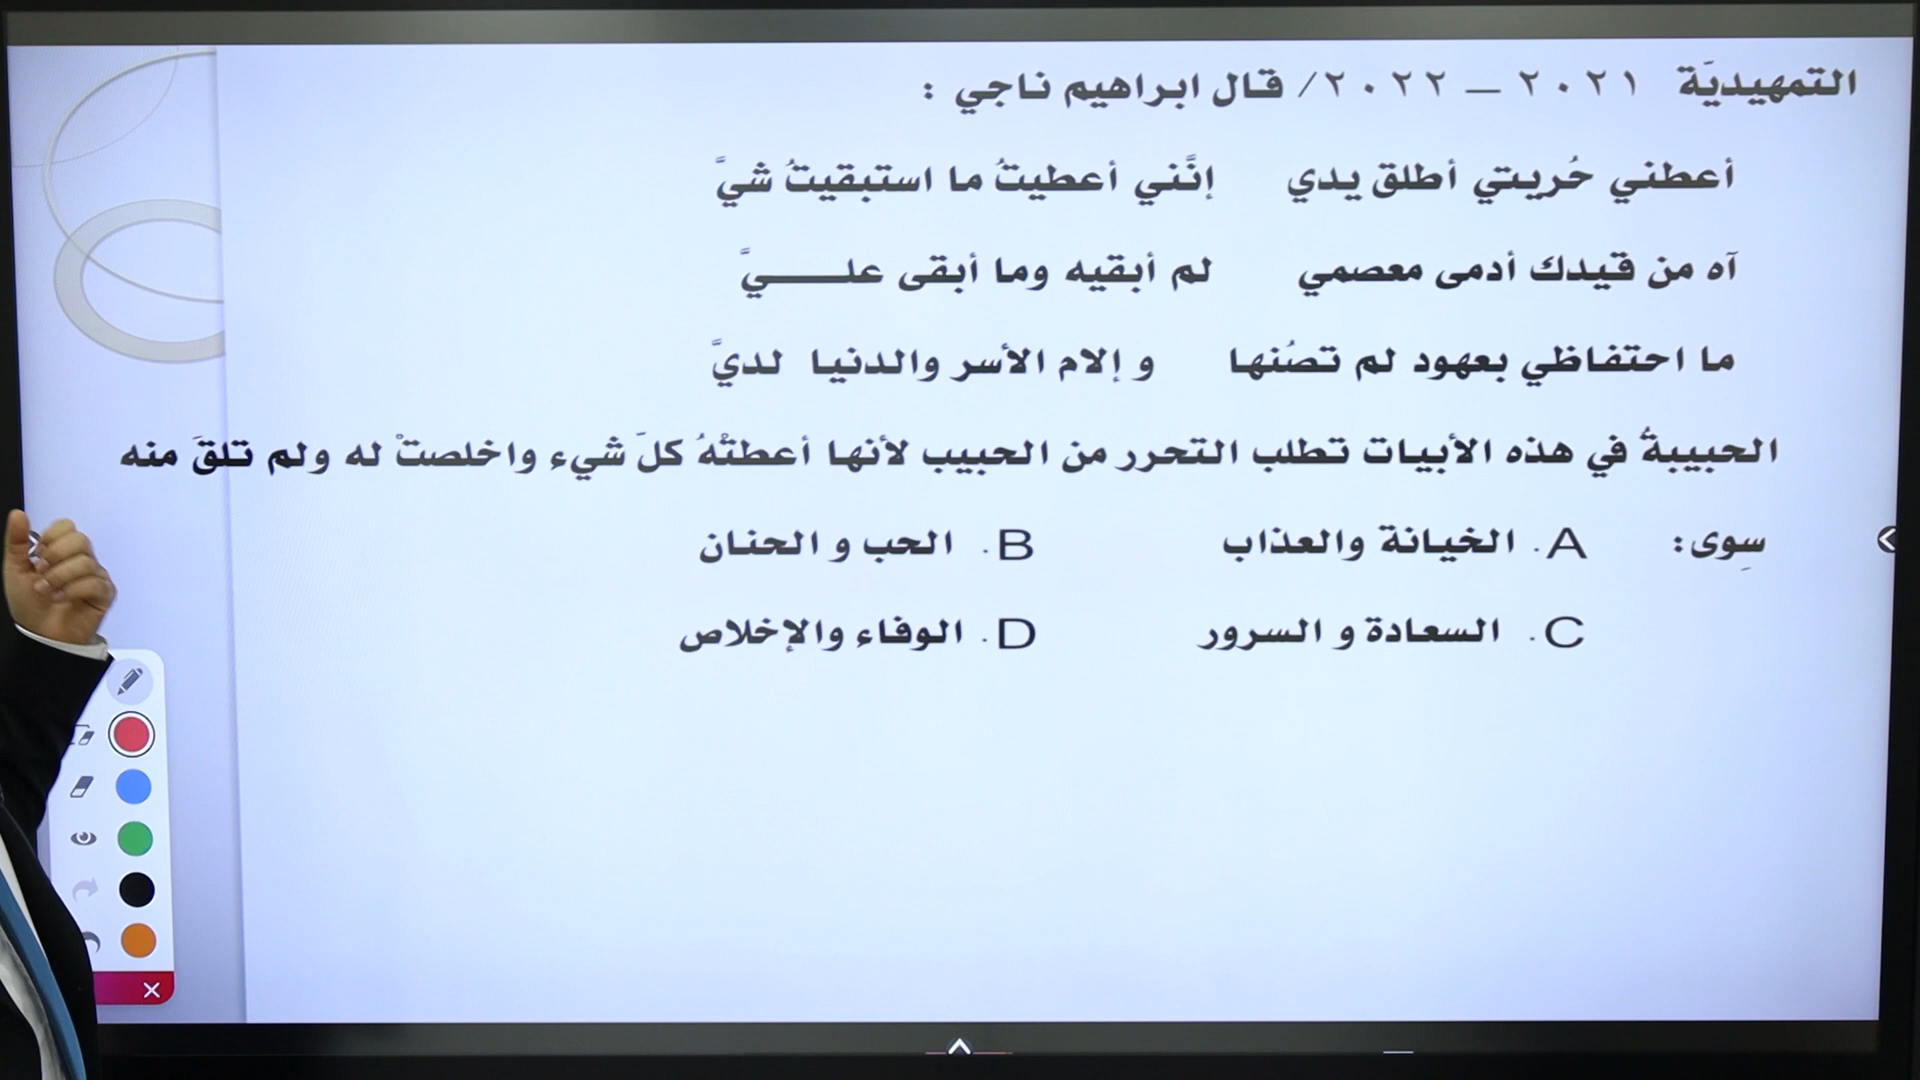 التمهيديّة ٢٠٢١ – ٢٠٢٢/ قال ابراهيم ناجي :
أعطني حُريتي أطلق يدي إنَّني أعطيتُ ما استبقيتُ شيَّ
آه من قيدك أدمى معصمي لم أبقيه وما أبقى علـــــيَّ
ما احتفاظي بعهود لم تصُنها و إلام الأسر والدنيا لديَّ
الحبيبةُ في هذه الأبيات تطلب التحرر من الحبيب لأنها أعطتْهُ كلَ شيء واخلصتْ له ولم تلقَ منه
سِوى: A. الخيانة والعذاب B. الحب و الحنان
C. السعادة و السرور D. الوفاء والإخلاص